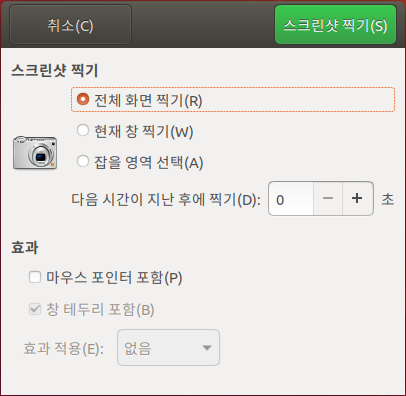 취소(C) 스크린샷 찍기(S)
스크린샷 찍기
전체 화면 찍기(R)
현재 창 찍기(W)
잡을 영역 선택(A)
다음 시간이 지난 후에 찍기(D): 0 − + 초
효과
마우스 포인터 포함(P)
창 테두리 포함(B)
효과 적용(E): 없음